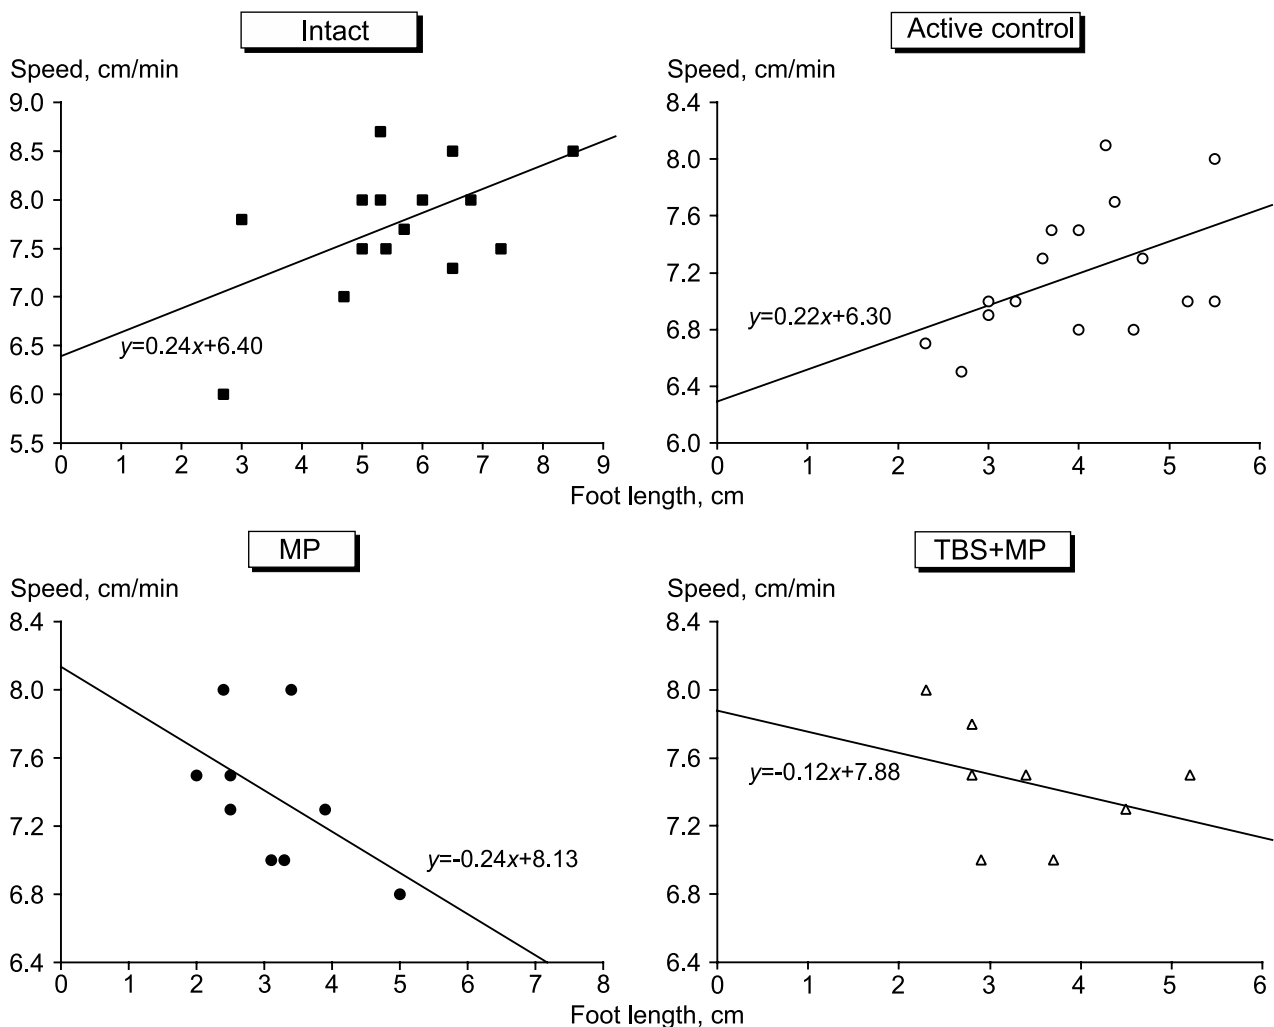 Intact
Speed, cm/min
9.0
8.5
8.0
7.5
7.0
6.5
6.0
5.5
y=0.24x+6.40
0 1 2 3 4 5 6 7 8 9
Active control
Speed, cm/min
8.4
8.0
7.6
7.2
6.8
6.4
6.0
y=0.22x+6.30
0 2 3 4 5 6
Foot length, cm
MP
Speed, cm/min
8.4
8.0
7.6
7.2
6.8
6.4
y=-0.24x+8.13
0 1 2 3 4 5 6 7 8
TBS+MP
Speed, cm/min
8.4
8.0
7.6
7.2
6.8
6.4
y=-0.12x+7.88
0 2 3 4 5 6
Foot length, cm